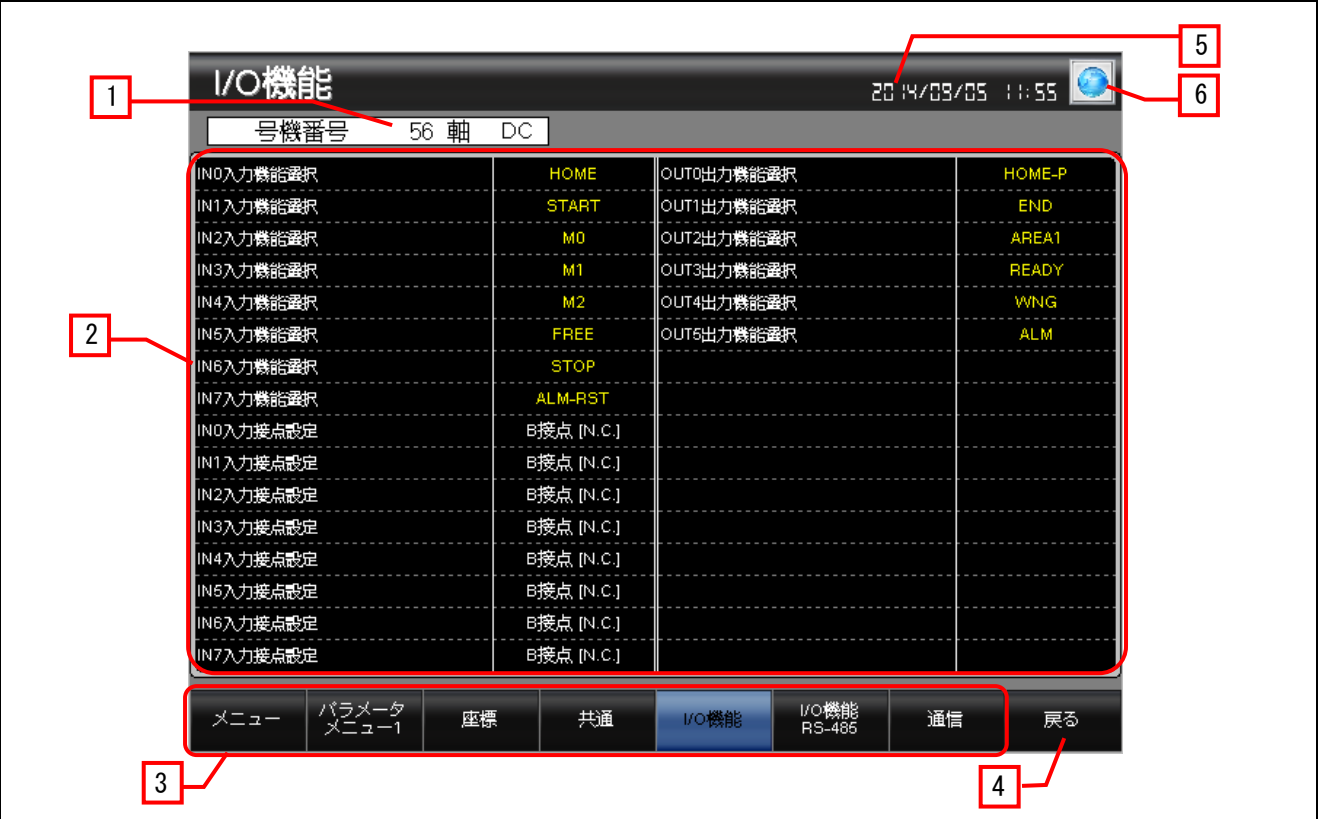 5
I/O機能
2014/09/05 11:55
1
6
号機番号 56 軸 DC
IN0入力機能選択 HOME OUT0出力機能選択 HOME-P
IN1入力機能選択 START OUT1出力機能選択 END
IN2入力機能選択 M0 OUT2出力機能選択 AREA1
IN3入力機能選択 M1 OUT3出力機能選択 READY
IN4入力機能選択 M2 OUT4出力機能選択 WNG
2
IN5入力機能選択 FREE OUT5出力機能選択 ALM
IN6入力機能選択 STOP
IN7入力機能選択 ALM-RST
IN0入力接点設定 B接点 [N.C.]
IN1入力接点設定 B接点 [N.C.]
IN2入力接点設定 B接点 [N.C.]
IN3入力接点設定 B接点 [N.C.]
IN4入力接点設定 B接点 [N.C.]
IN5入力接点設定 B接点 [N.C.]
IN6入力接点設定 B接点 [N.C.]
IN7入力接点設定 B接点 [N.C.]
メニュー
パラメータ
メニュー1
座標
共通
I/O機能
I/O機能
RS-485
通信
戻る
3
4